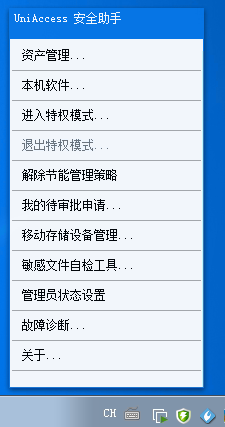 UniAccess 安全助手
资产管理...
本机软件...
进入特权模式...
退出特权模式...
解除节能管理策略
我的待审批申请...
移动存储设备管理...
敏感文件自检工具...
管理员状态设置
故障诊断...
关于...
CH